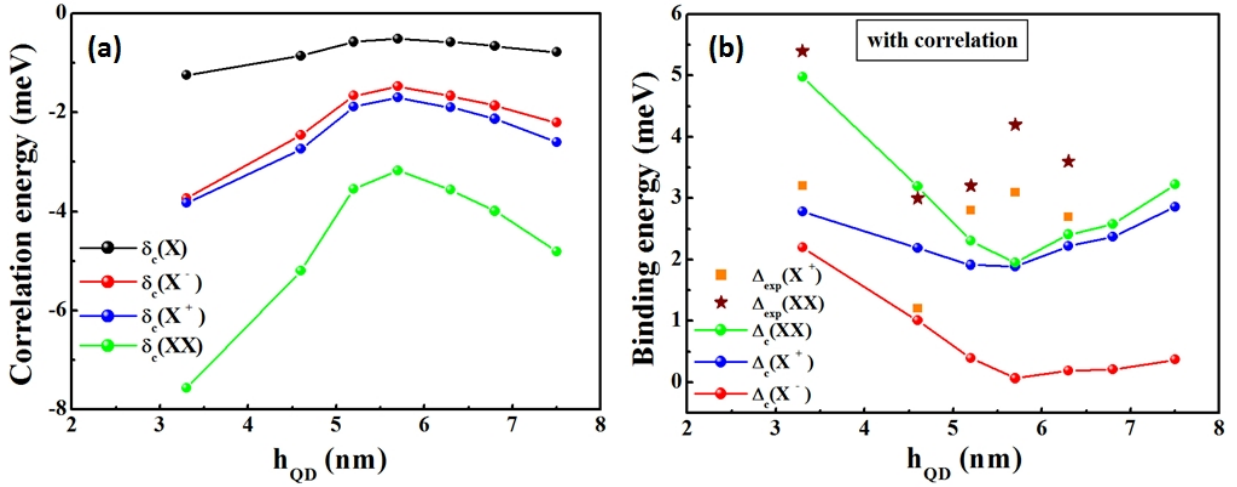 (a)
Correlation energy (meV)
0
-2
-4
-6
-8
δc(X)
δc(X-)
δc(X+)
δc(XX)
2 3 4 5 6 7 8
hQD (nm)
(b)
with correlation
Binding energy (meV)
6
5
4
3
2
1
0
Δexp(X+)
Δexp(XX)
Δc(XX)
Δc(X+)
Δc(X-)
2 3 4 5 6 7 8
hQD (nm)